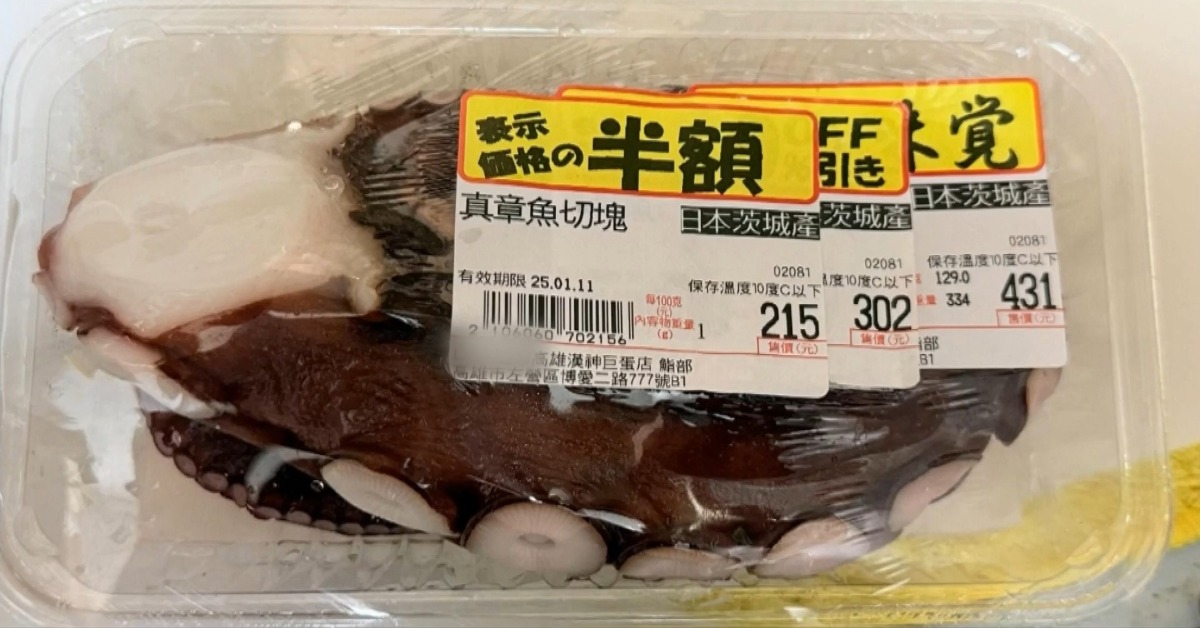 表示
価格の半額
真章魚切塊
日本茨城產
有效期限 25.01.11
02081
保存溫度10度C以下
2 106060 702156
每100克
(元)
內容物重量
(g)
1
215
售價(元)
高雄漢神巨蛋店 鮨部
高雄市左營區博愛二路777號B1
FF
引き
茨城產
02081
度10度C以下
302
售價(元)
味覚
日本茨城產
02081
保存溫度10度C以下
129.0
重量 334
431
售價(元)
部
B1